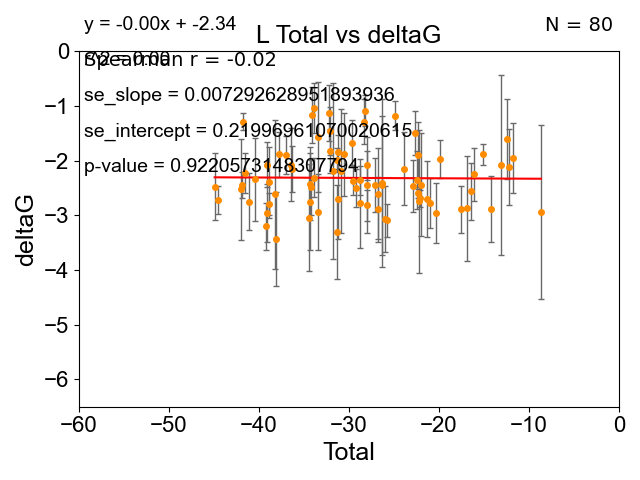 L Total vs deltaG
y = -0.00x + -2.34
N = 80
Spearman r = -0.02
se_slope = 0.007292628951893936
se_intercept = 0.21996961070020615
p-value = 0.9220573148307794
deltaG
0
−1
−2
−3
−4
−5
−6
−60
−50
−40
−30
−20
−10
0
Total